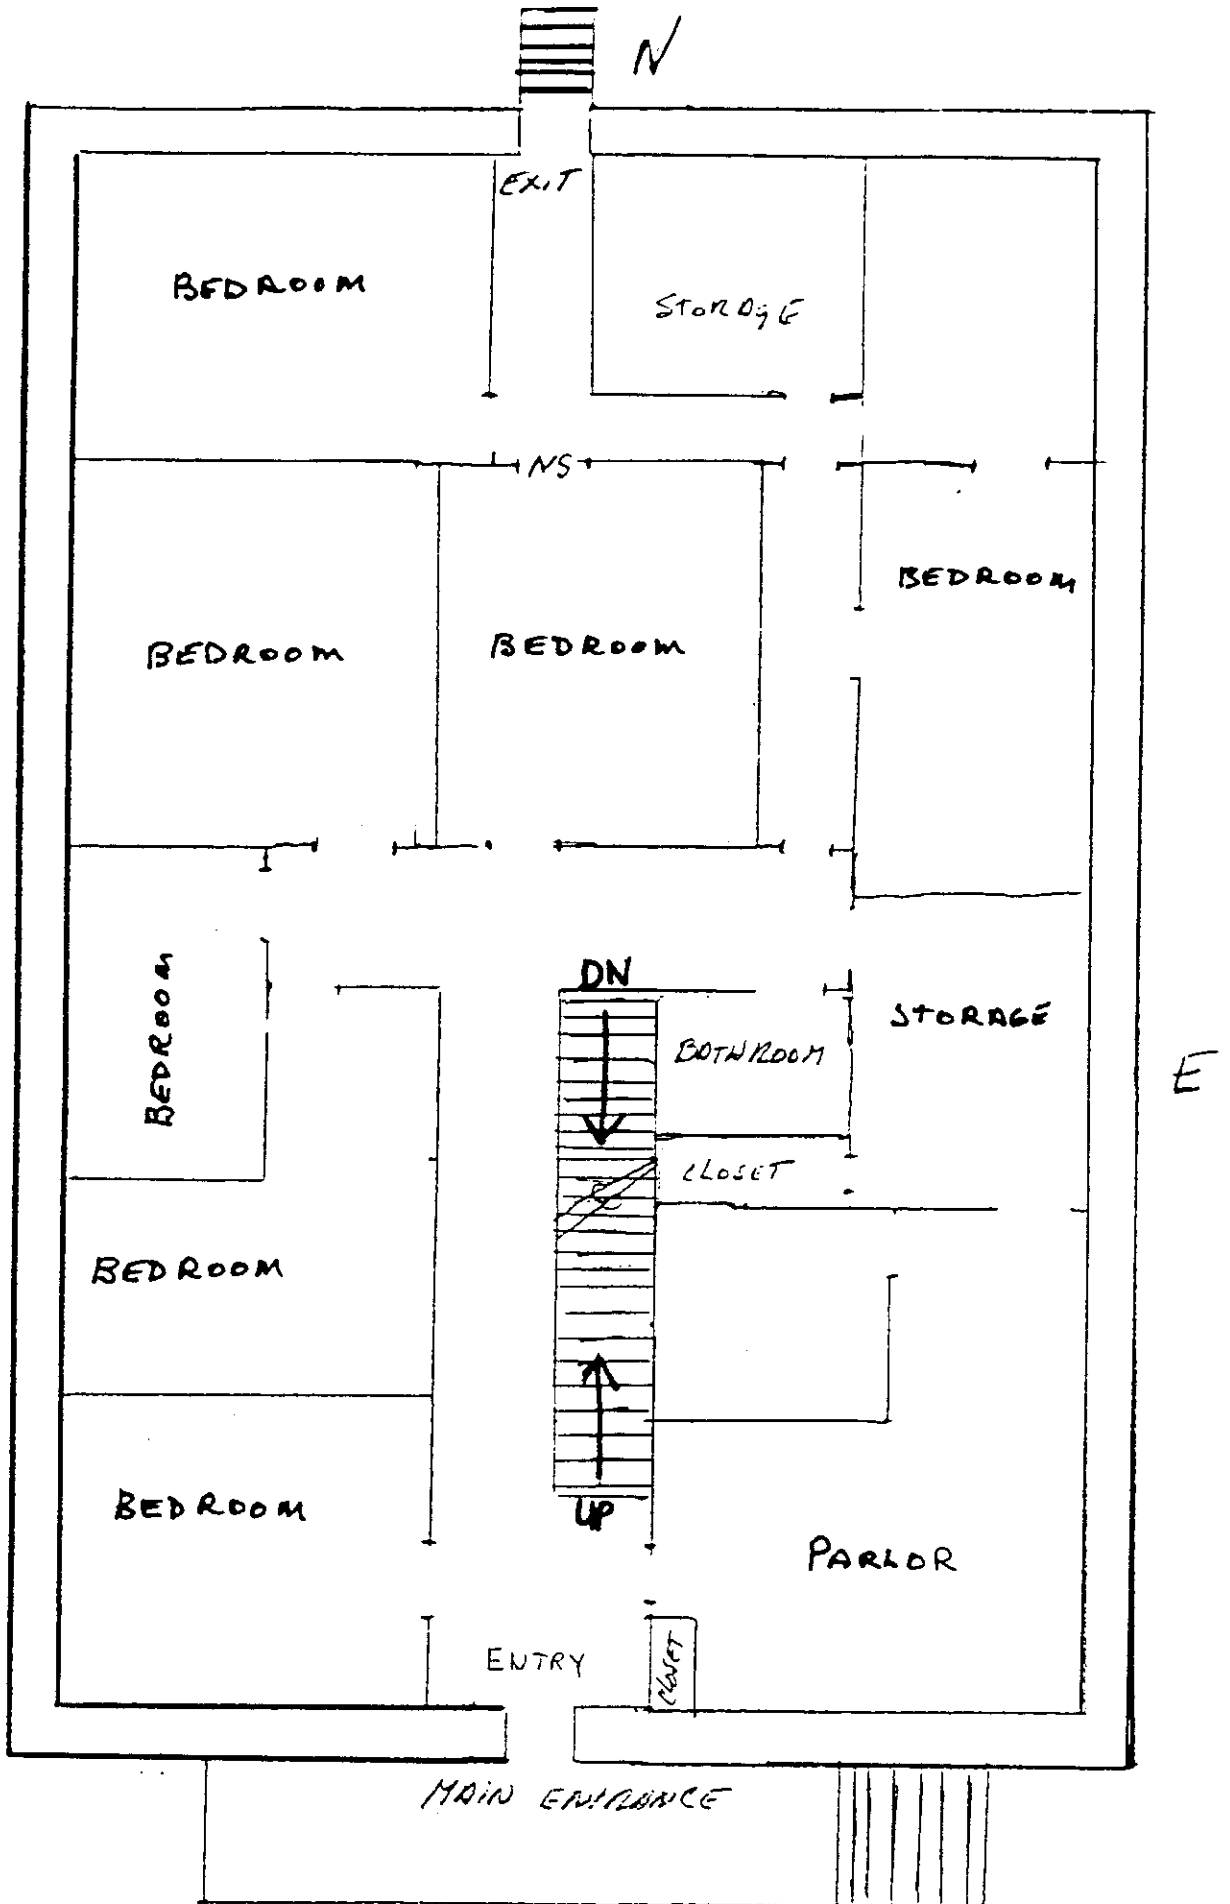 N
EXIT
BEDROOM
STORAGE
NS
BEDROOM
BEDROOM
BEDROOM
DN
BEDROOM
STORAGE
BATHROOM
E
CLOSET
BEDROOM
BEDROOM
UP
PARLOR
ENTRY
CLOSET
MAIN ENTRANCE